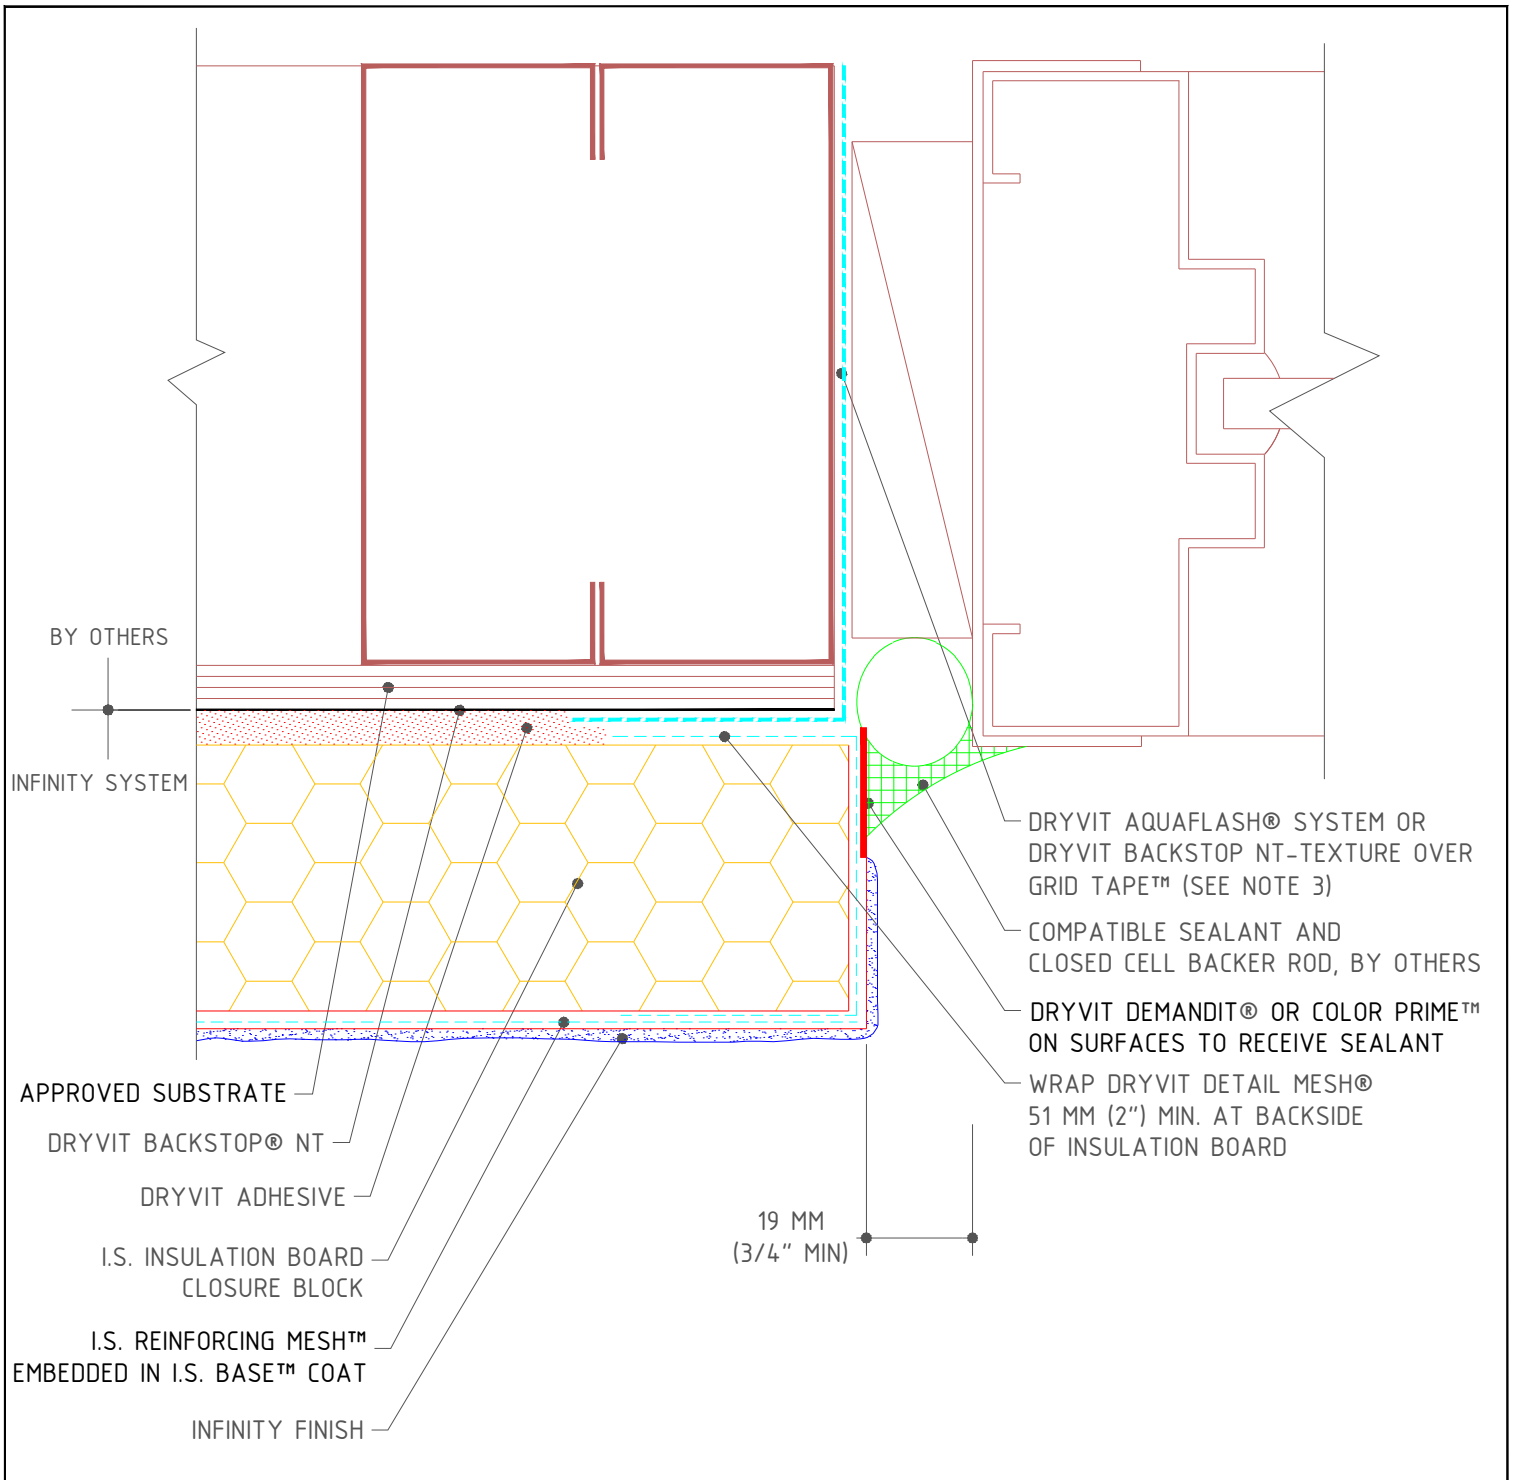 BY OTHERS
INFINITY SYSTEM
APPROVED SUBSTRATE
DRYVIT BACKSTOP® NT
DRYVIT ADHESIVE
I.S. INSULATION BOARD
CLOSURE BLOCK
I.S. REINFORCING MESH™
EMBEDDED IN I.S. BASE™ COAT
INFINITY FINISH
19 MM
(3/4" MIN)
DRYVIT AQUAFLASH® SYSTEM OR
DRYVIT BACKSTOP NT-TEXTURE OVER
GRID TAPE™ (SEE NOTE 3)
COMPATIBLE SEALANT AND
CLOSED CELL BACKER ROD, BY OTHERS
DRYVIT DEMANDIT® OR COLOR PRIME™
ON SURFACES TO RECEIVE SEALANT
WRAP DRYVIT DETAIL MESH®
51 MM (2") MIN. AT BACKSIDE
OF INSULATION BOARD